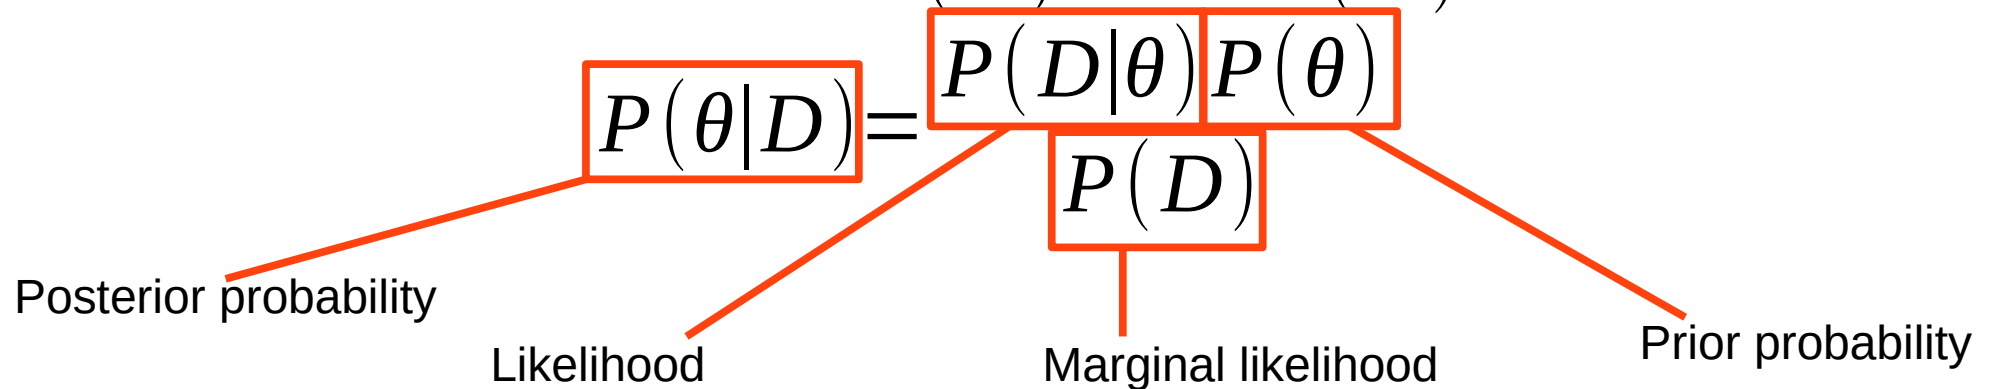 P(θ|D)=
P(D|θ)P(θ)
P(D)
Posterior probability
Likelihood
Marginal likelihood
Prior probability